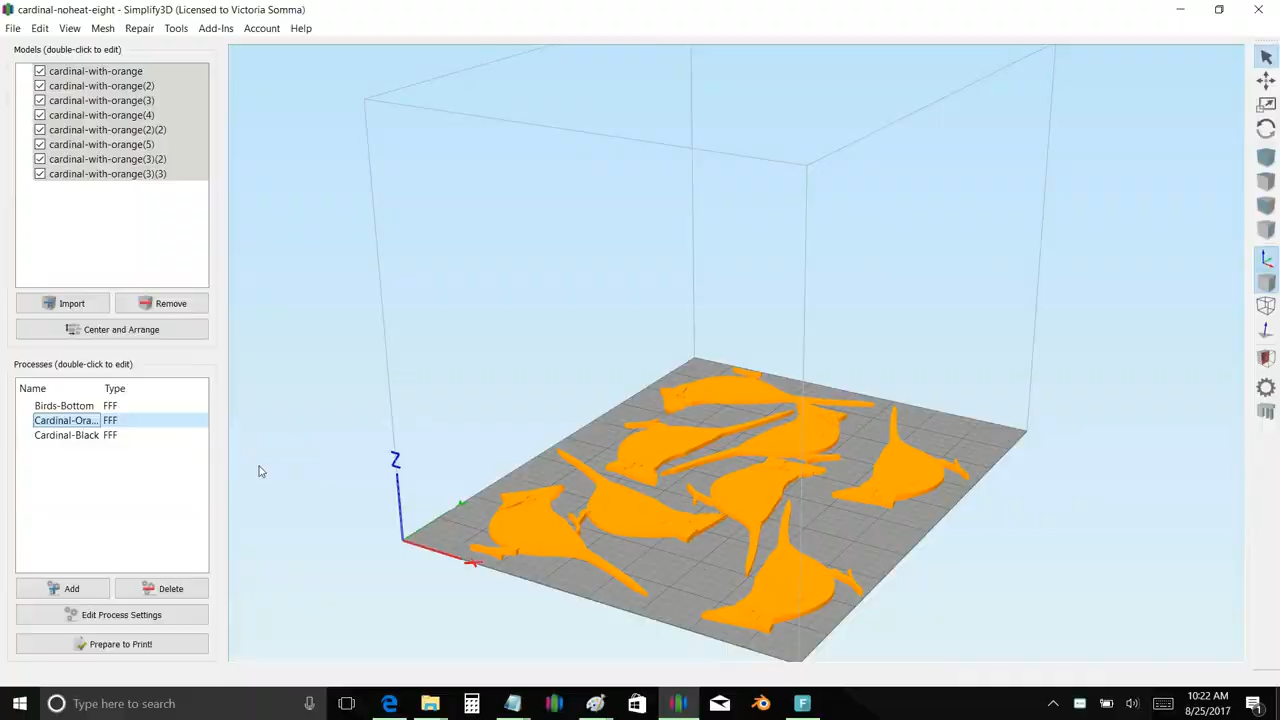 cardinal-noheat-eight - Simplify3D (Licensed to Victoria Somma)
File Edit View Mesh Repair Tools Add-Ins Account Help
Models (double-click to edit)
cardinal-with-orange
cardinal-with-orange(2)
cardinal-with-orange(3)
cardinal-with-orange(4)
cardinal-with-orange(2)(2)
cardinal-with-orange(5)
cardinal-with-orange(3)(2)
cardinal-with-orange(3)(3)
Import Remove
Center and Arrange
Processes (double-click to edit)
Name Type
Birds-Bottom FFF
Cardinal-Ora... FFF
Cardinal-Black FFF
Add Delete
Edit Process Settings
Prepare to Print!
Z
Type here to search
10:22 AM
8/25/2017